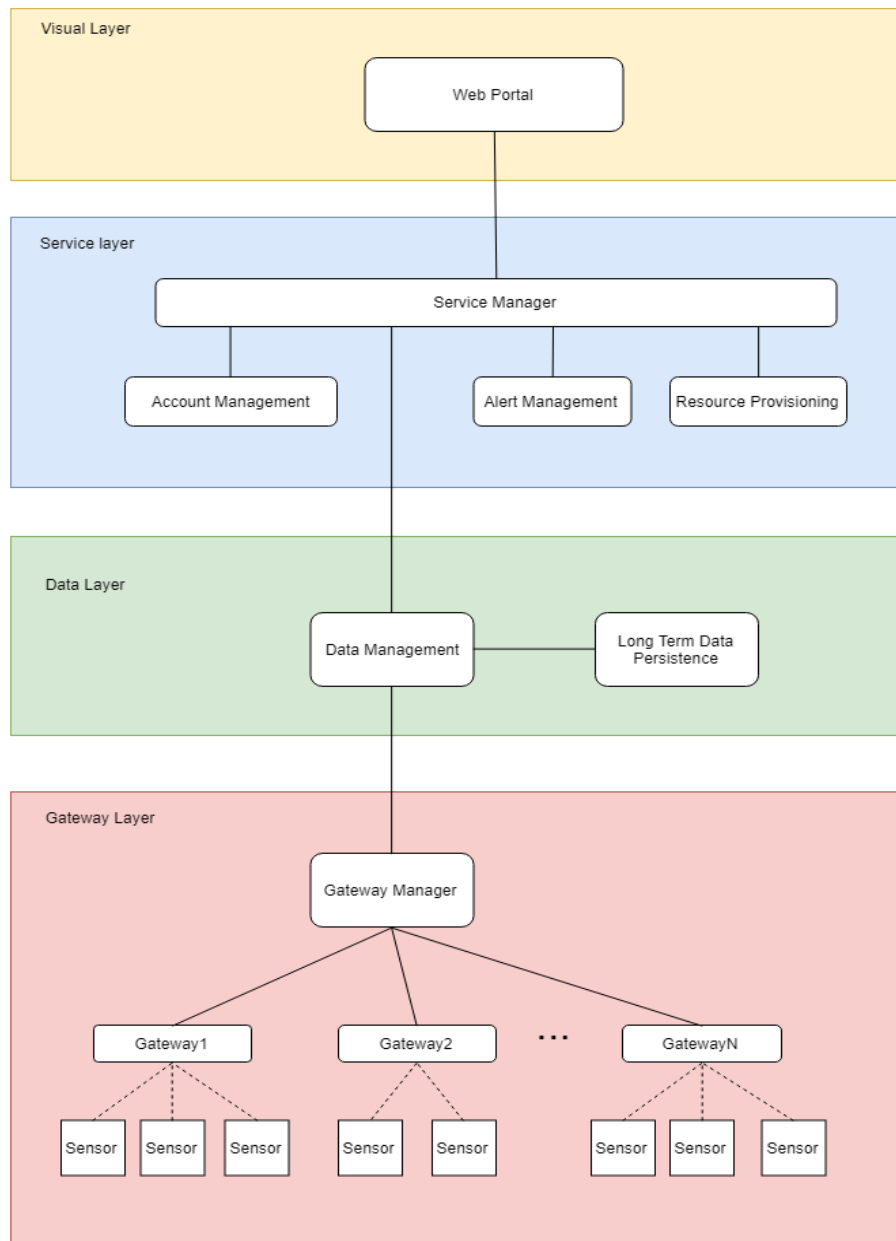 Visual Layer
Web Portal
Service layer
Service Manager
Account Management
Alert Management
Resource Provisioning
Data Layer
Data Management
Long Term Data
Persistence
Gateway Layer
Gateway Manager
Gateway1
Gateway2
...
GatewayN
Sensor
Sensor
Sensor
Sensor
Sensor
Sensor
Sensor
Sensor